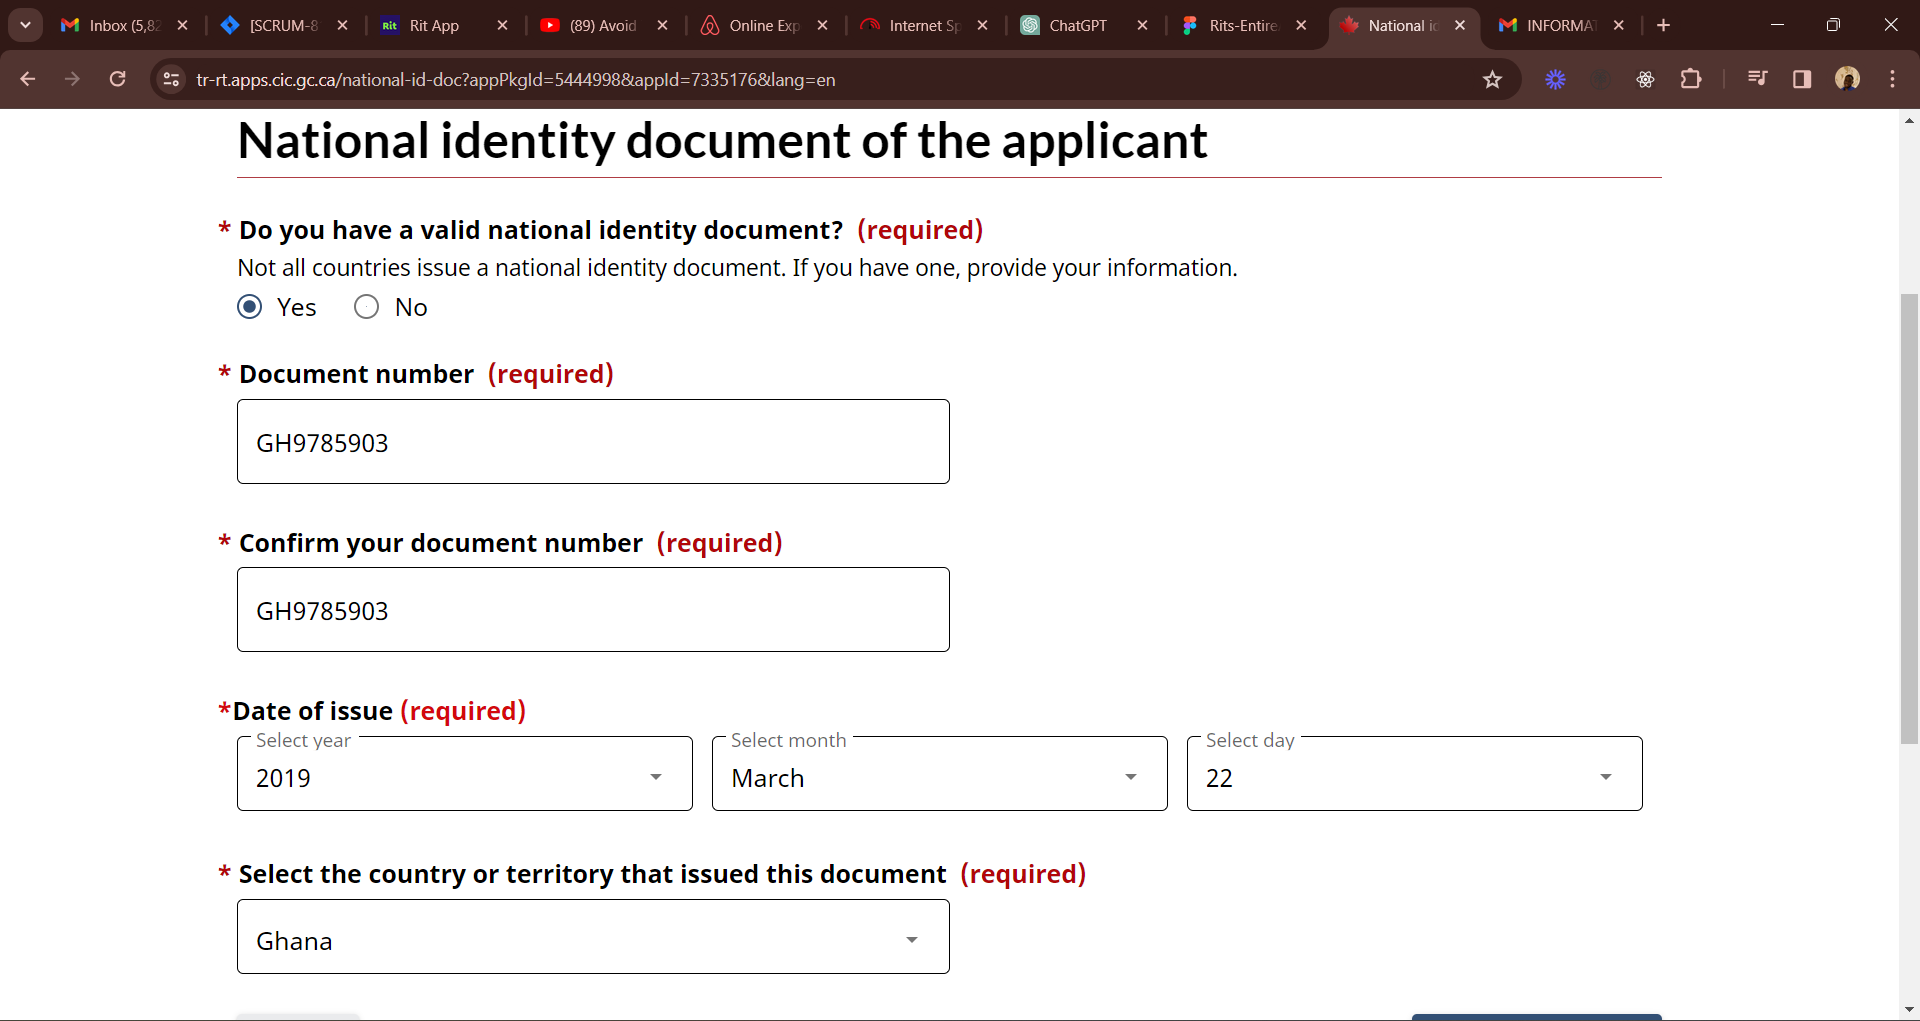 Inbox (5,82
[SCRUM-8
Rit Rit App
(89) Avoid
Online Exp
Internet Sp
ChatGPT
Rits-Entire
National id
INFORMA
tr-rt.apps.cic.gc.ca/national-id-doc?appPkgId=5444998&appId=7335176&lang=en
National identity document of the applicant
* Do you have a valid national identity document? (required)
Not all countries issue a national identity document. If you have one, provide your information.
Yes No
* Document number (required)
GH9785903
* Confirm your document number (required)
GH9785903
*Date of issue (required)
Select year Select month Select day
2019 March 22
* Select the country or territory that issued this document (required)
Ghana